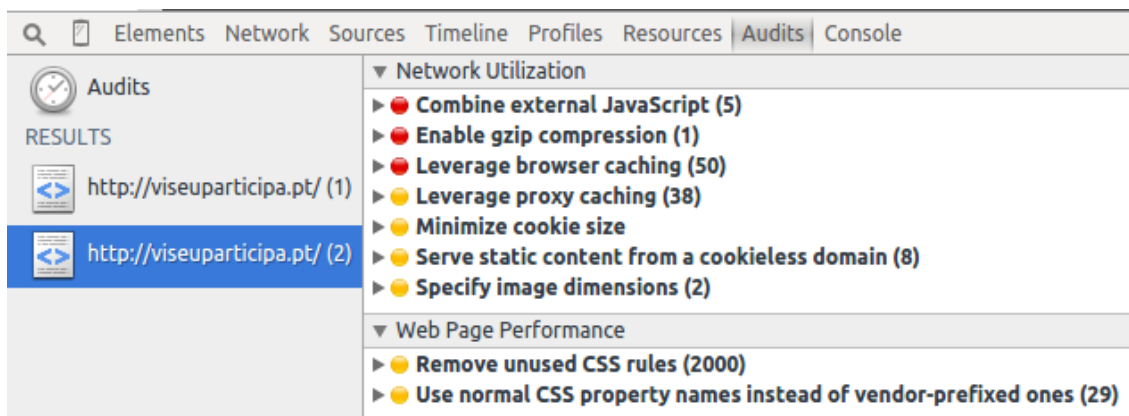 Elements Network Sources Timeline Profiles Resources Audits Console
Audits
RESULTS
http://viseuparticipa.pt/ (1)
http://viseuparticipa.pt/ (2)
Network Utilization
Combine external JavaScript (5)
Enable gzip compression (1)
Leverage browser caching (50)
Leverage proxy caching (38)
Minimize cookie size
Serve static content from a cookieless domain (8)
Specify image dimensions (2)
Web Page Performance
Remove unused CSS rules (2000)
Use normal CSS property names instead of vendor-prefixed ones (29)